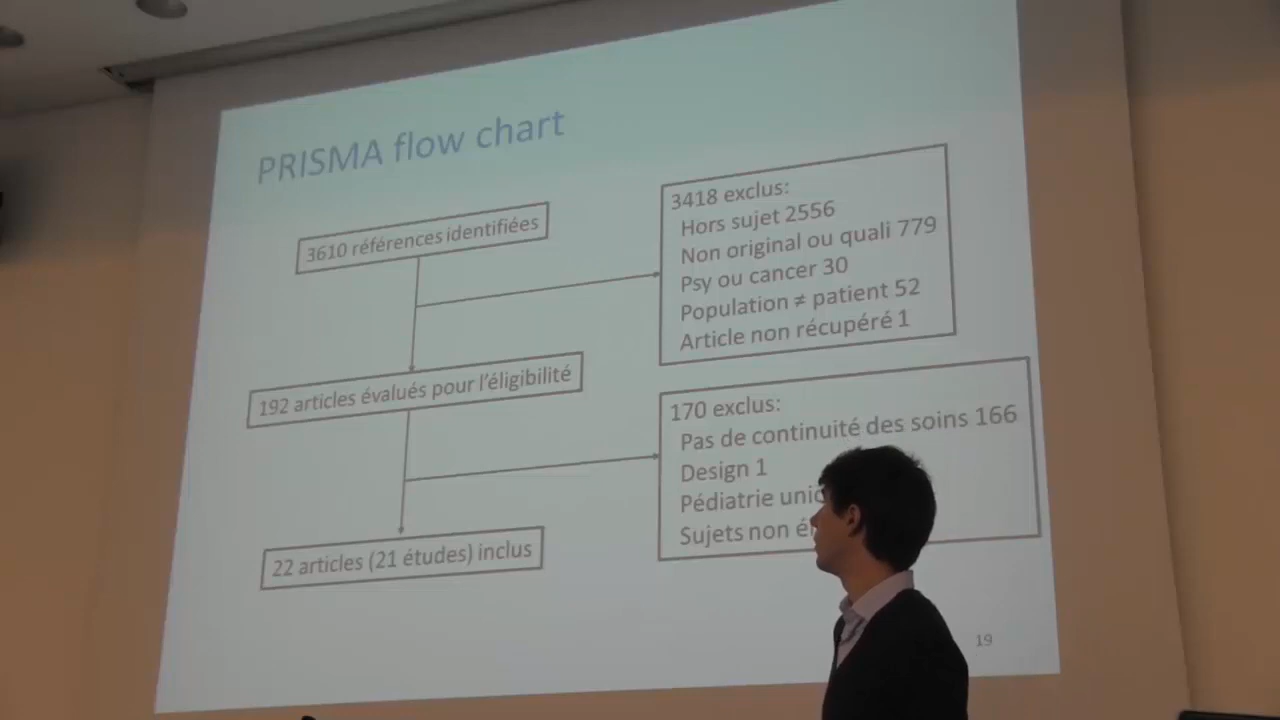 PRISMA flow chart
3610 références identifiées
3418 exclus:
Hors sujet 2556
Non original ou quali 779
Psy ou cancer 30
Population ≠ patient 52
Article non récupéré 1
192 articles évalués pour l'éligibilité
170 exclus:
Pas de continuité des soins 166
Design 1
Pédiatrie
Sujets non
22 articles (21 études) inclus
19